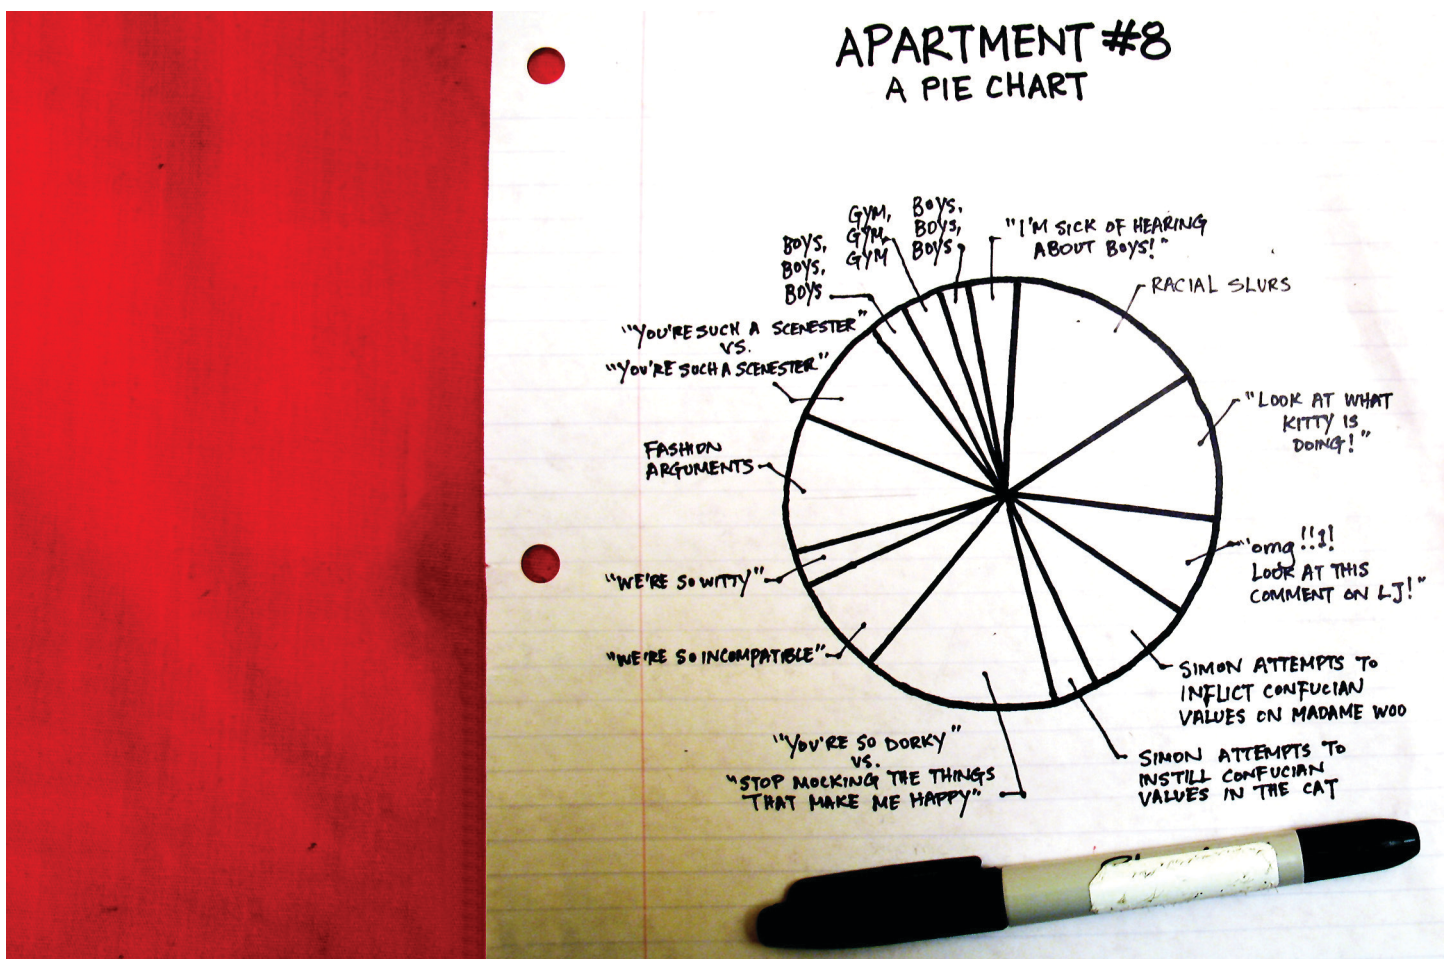 APARTMENT #8
A PIE CHART
BOYS,
BOYS,
BOYS
GYM,
GYM,
GYM
BOYS,
BOYS,
BOYS
"I'M SICK OF HEARING
ABOUT BOYS!"
RACIAL SLURS
"LOOK AT WHAT
KITTY IS
DOING!"
"omg !!1!
LOOK AT THIS
COMMENT ON LJ!"
SIMON ATTEMPTS TO
INFLICT CONFUCIAN
VALUES ON MADAME WOO
SIMON ATTEMPTS TO
INSTILL CONFUCIAN
VALUES IN THE CAT
"YOU'RE SO DORKY"
VS.
"STOP MOCKING THE THINGS
THAT MAKE ME HAPPY"
"WE'RE SO INCOMPATIBLE"
"WE'RE SO WITTY"
FASHION
ARGUMENTS
"YOU'RE SUCH A SCENESTER"
VS.
"YOU'RE SUCH A SCENESTER"